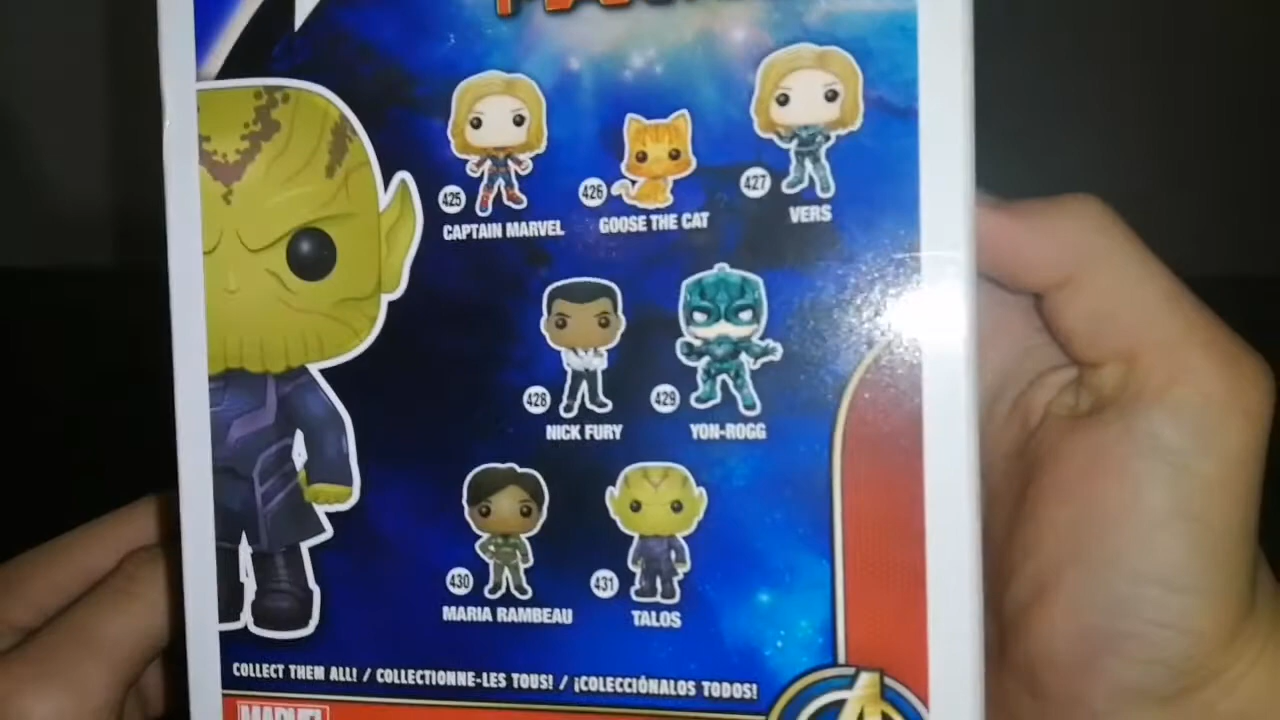 425
426
427
CAPTAIN MARVEL
GOOSE THE CAT
VERS
428
429
NICK FURY
YON-ROGG
430
431
MARIA RAMBEAU
TALOS
COLLECT THEM ALL! / COLLECTIONNE-LES TOUS! / ¡COLECCIÓNALOS TODOS!
MARVEL